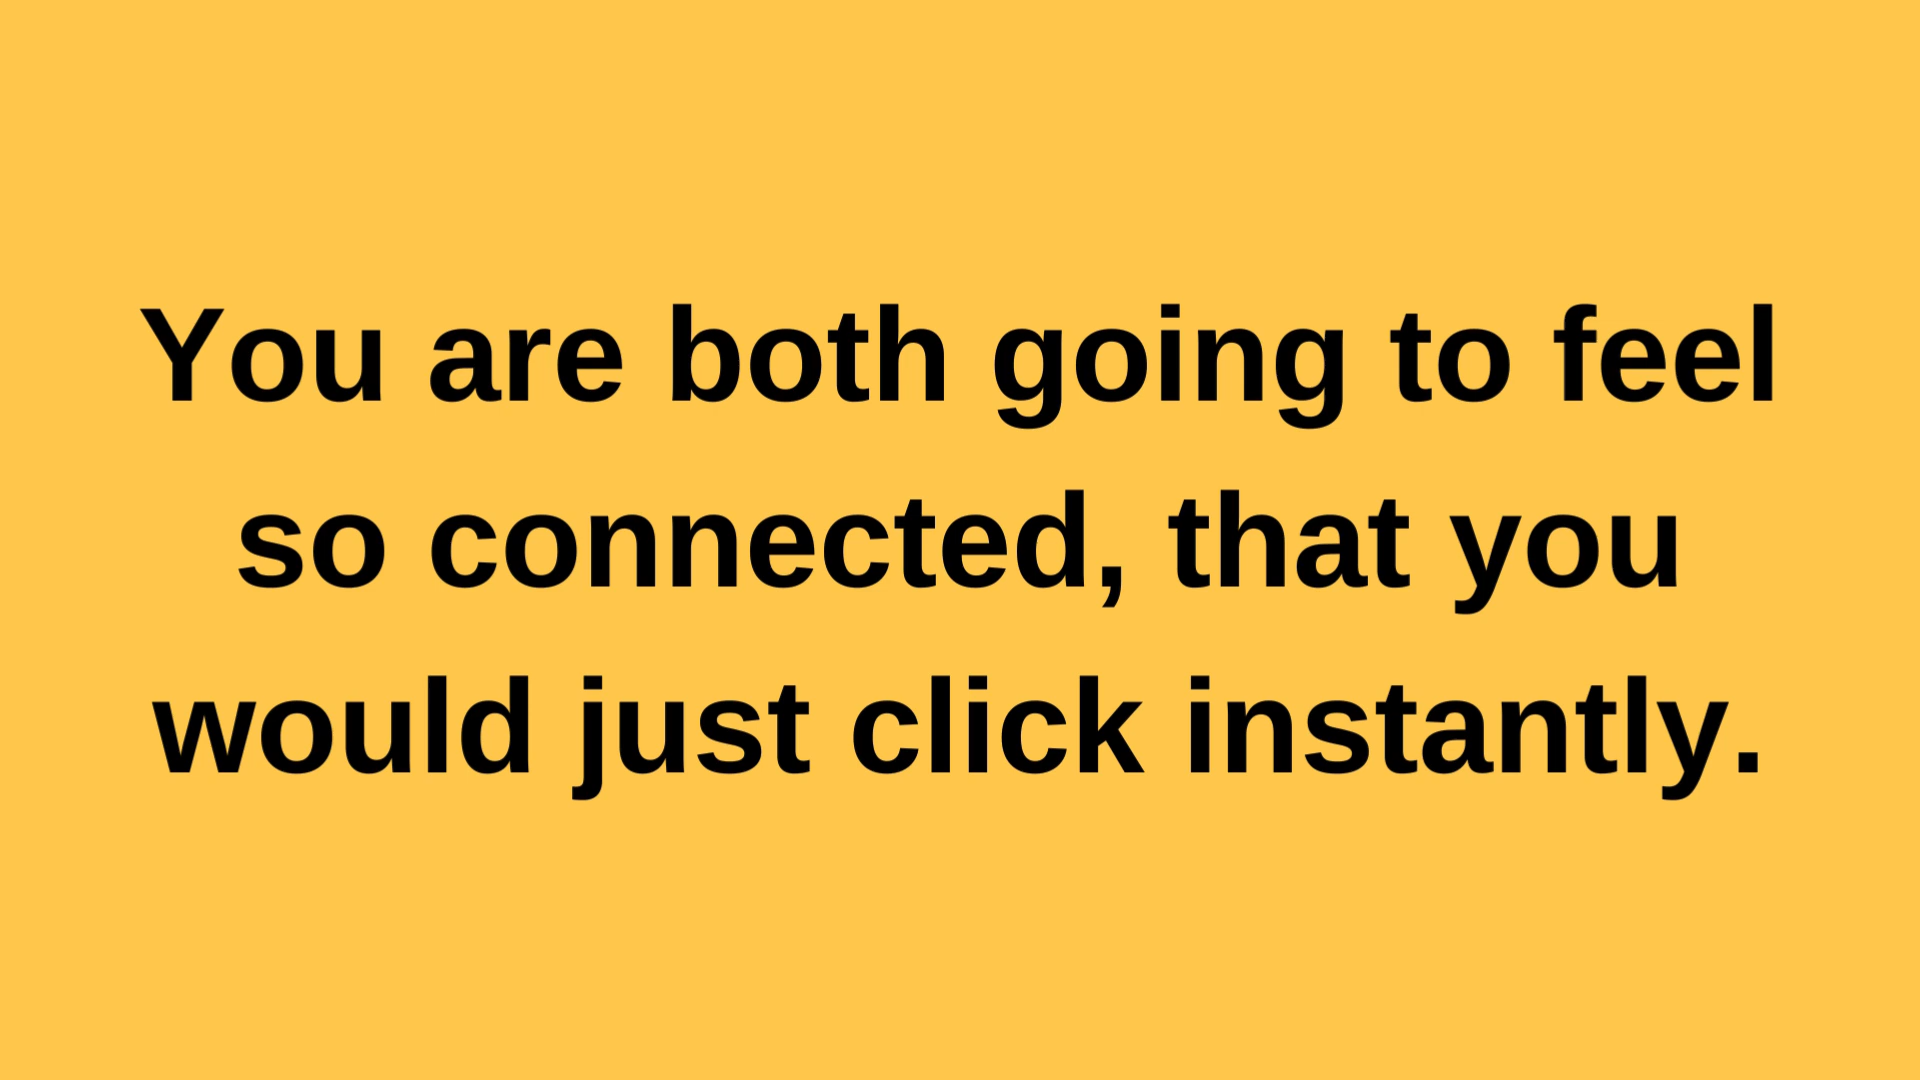 You are both going to feel
so connected, that you
would just click instantly.